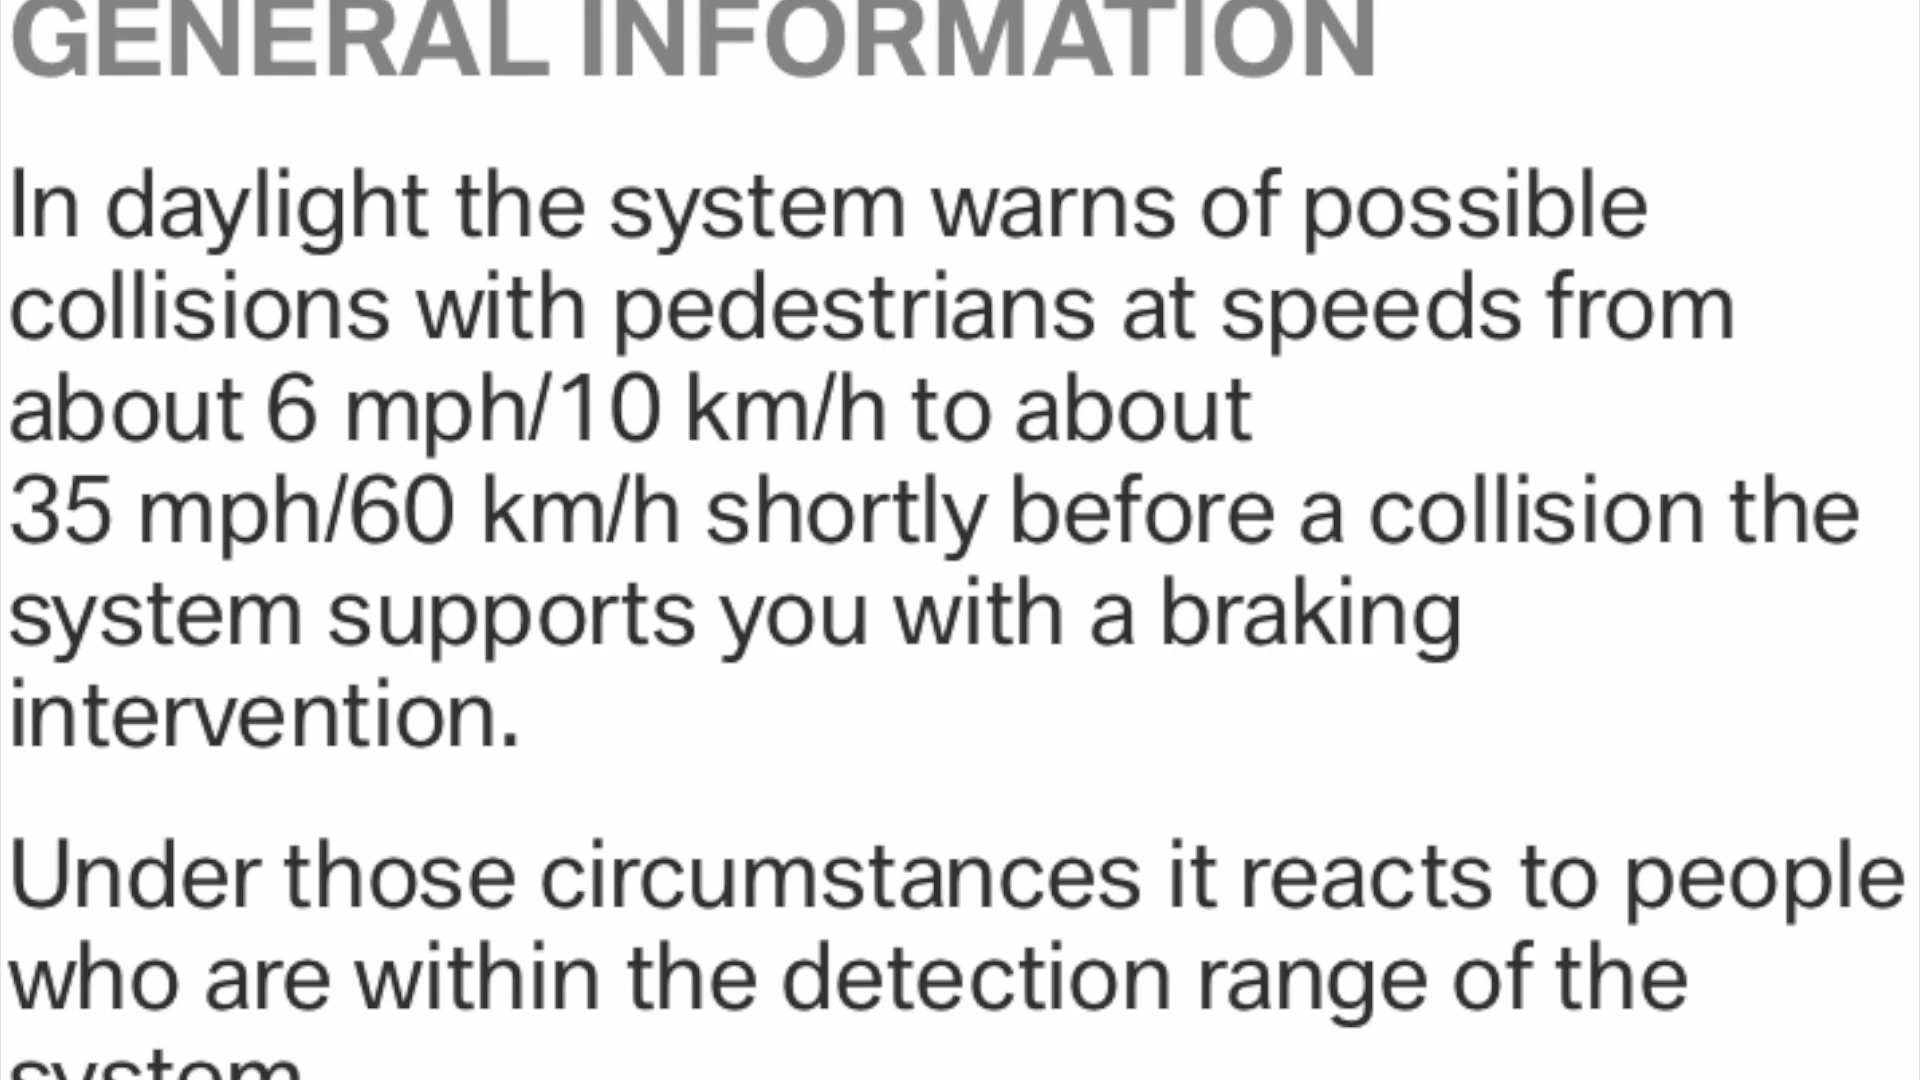 GENERAL INFORMATION
In daylight the system warns of possible
collisions with pedestrians at speeds from
about 6 mph/10 km/h to about
35 mph/60 km/h shortly before a collision the
system supports you with a braking
intervention.
Under those circumstances it reacts to people
who are within the detection range of the
system.